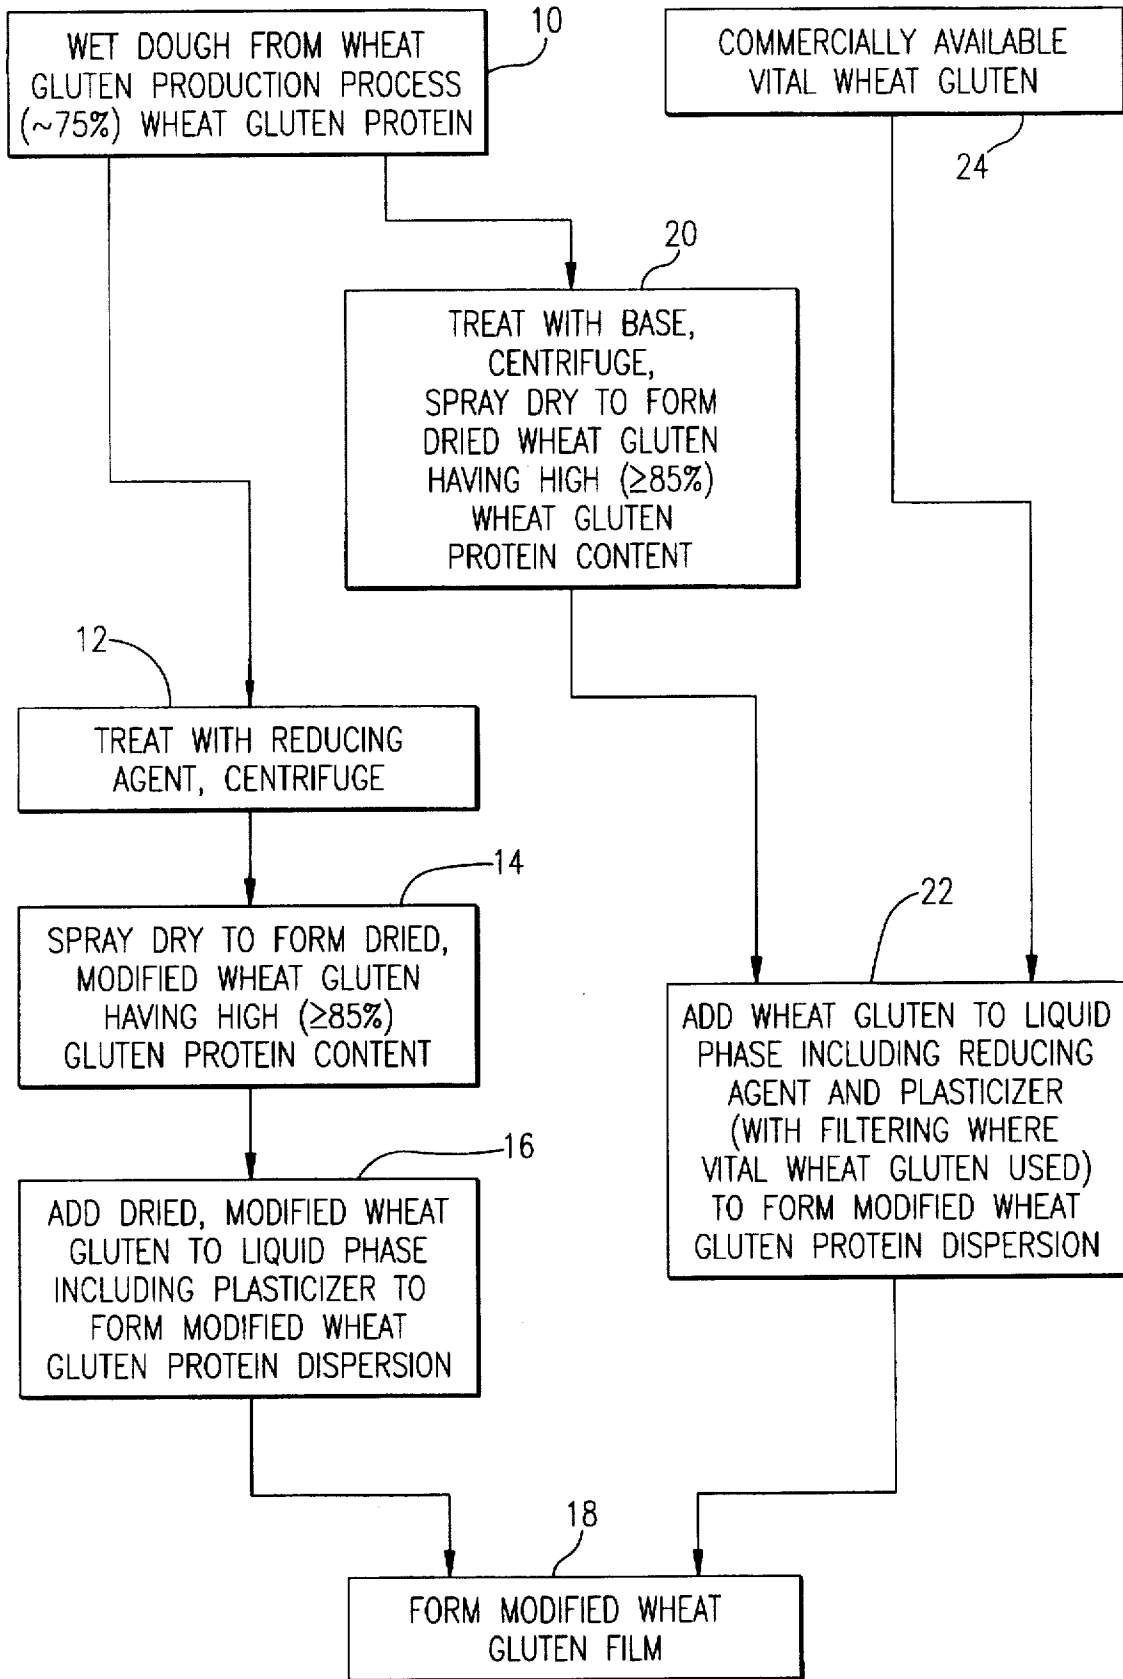 WET DOUGH FROM WHEAT
GLUTEN PRODUCTION PROCESS
(~75%) WHEAT GLUTEN PROTEIN
10
COMMERCIALLY AVAILABLE
VITAL WHEAT GLUTEN
24
20
TREAT WITH BASE,
CENTRIFUGE,
SPRAY DRY TO FORM
DRIED WHEAT GLUTEN
HAVING HIGH (≥85%)
WHEAT GLUTEN
PROTEIN CONTENT
12
TREAT WITH REDUCING
AGENT, CENTRIFUGE
14
SPRAY DRY TO FORM DRIED,
MODIFIED WHEAT GLUTEN
HAVING HIGH (≥85%)
GLUTEN PROTEIN CONTENT
22
ADD WHEAT GLUTEN TO LIQUID
PHASE INCLUDING REDUCING
AGENT AND PLASTICIZER
(WITH FILTERING WHERE
VITAL WHEAT GLUTEN USED)
TO FORM MODIFIED WHEAT
GLUTEN PROTEIN DISPERSION
16
ADD DRIED, MODIFIED WHEAT
GLUTEN TO LIQUID PHASE
INCLUDING PLASTICIZER TO
FORM MODIFIED WHEAT
GLUTEN PROTEIN DISPERSION
18
FORM MODIFIED WHEAT
GLUTEN FILM